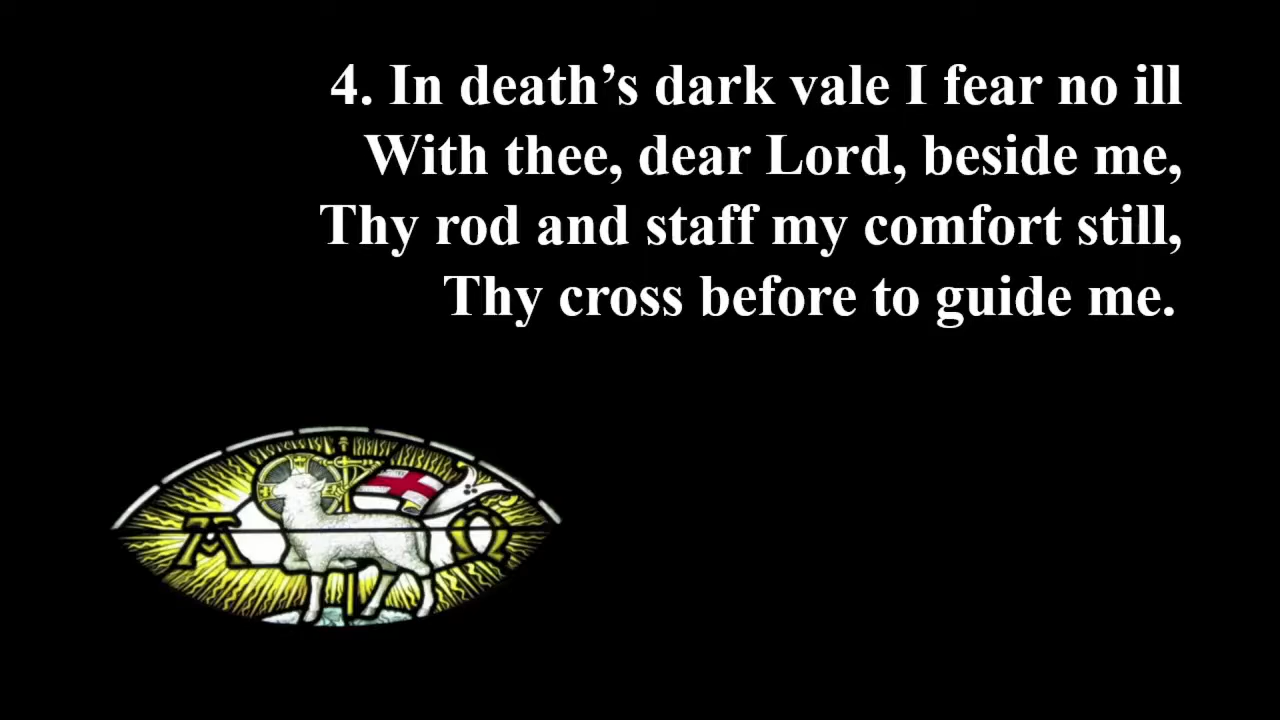 4. In death’s dark vale I fear no ill
With thee, dear Lord, beside me,
Thy rod and staff my comfort still,
Thy cross before to guide me.
Α Ω